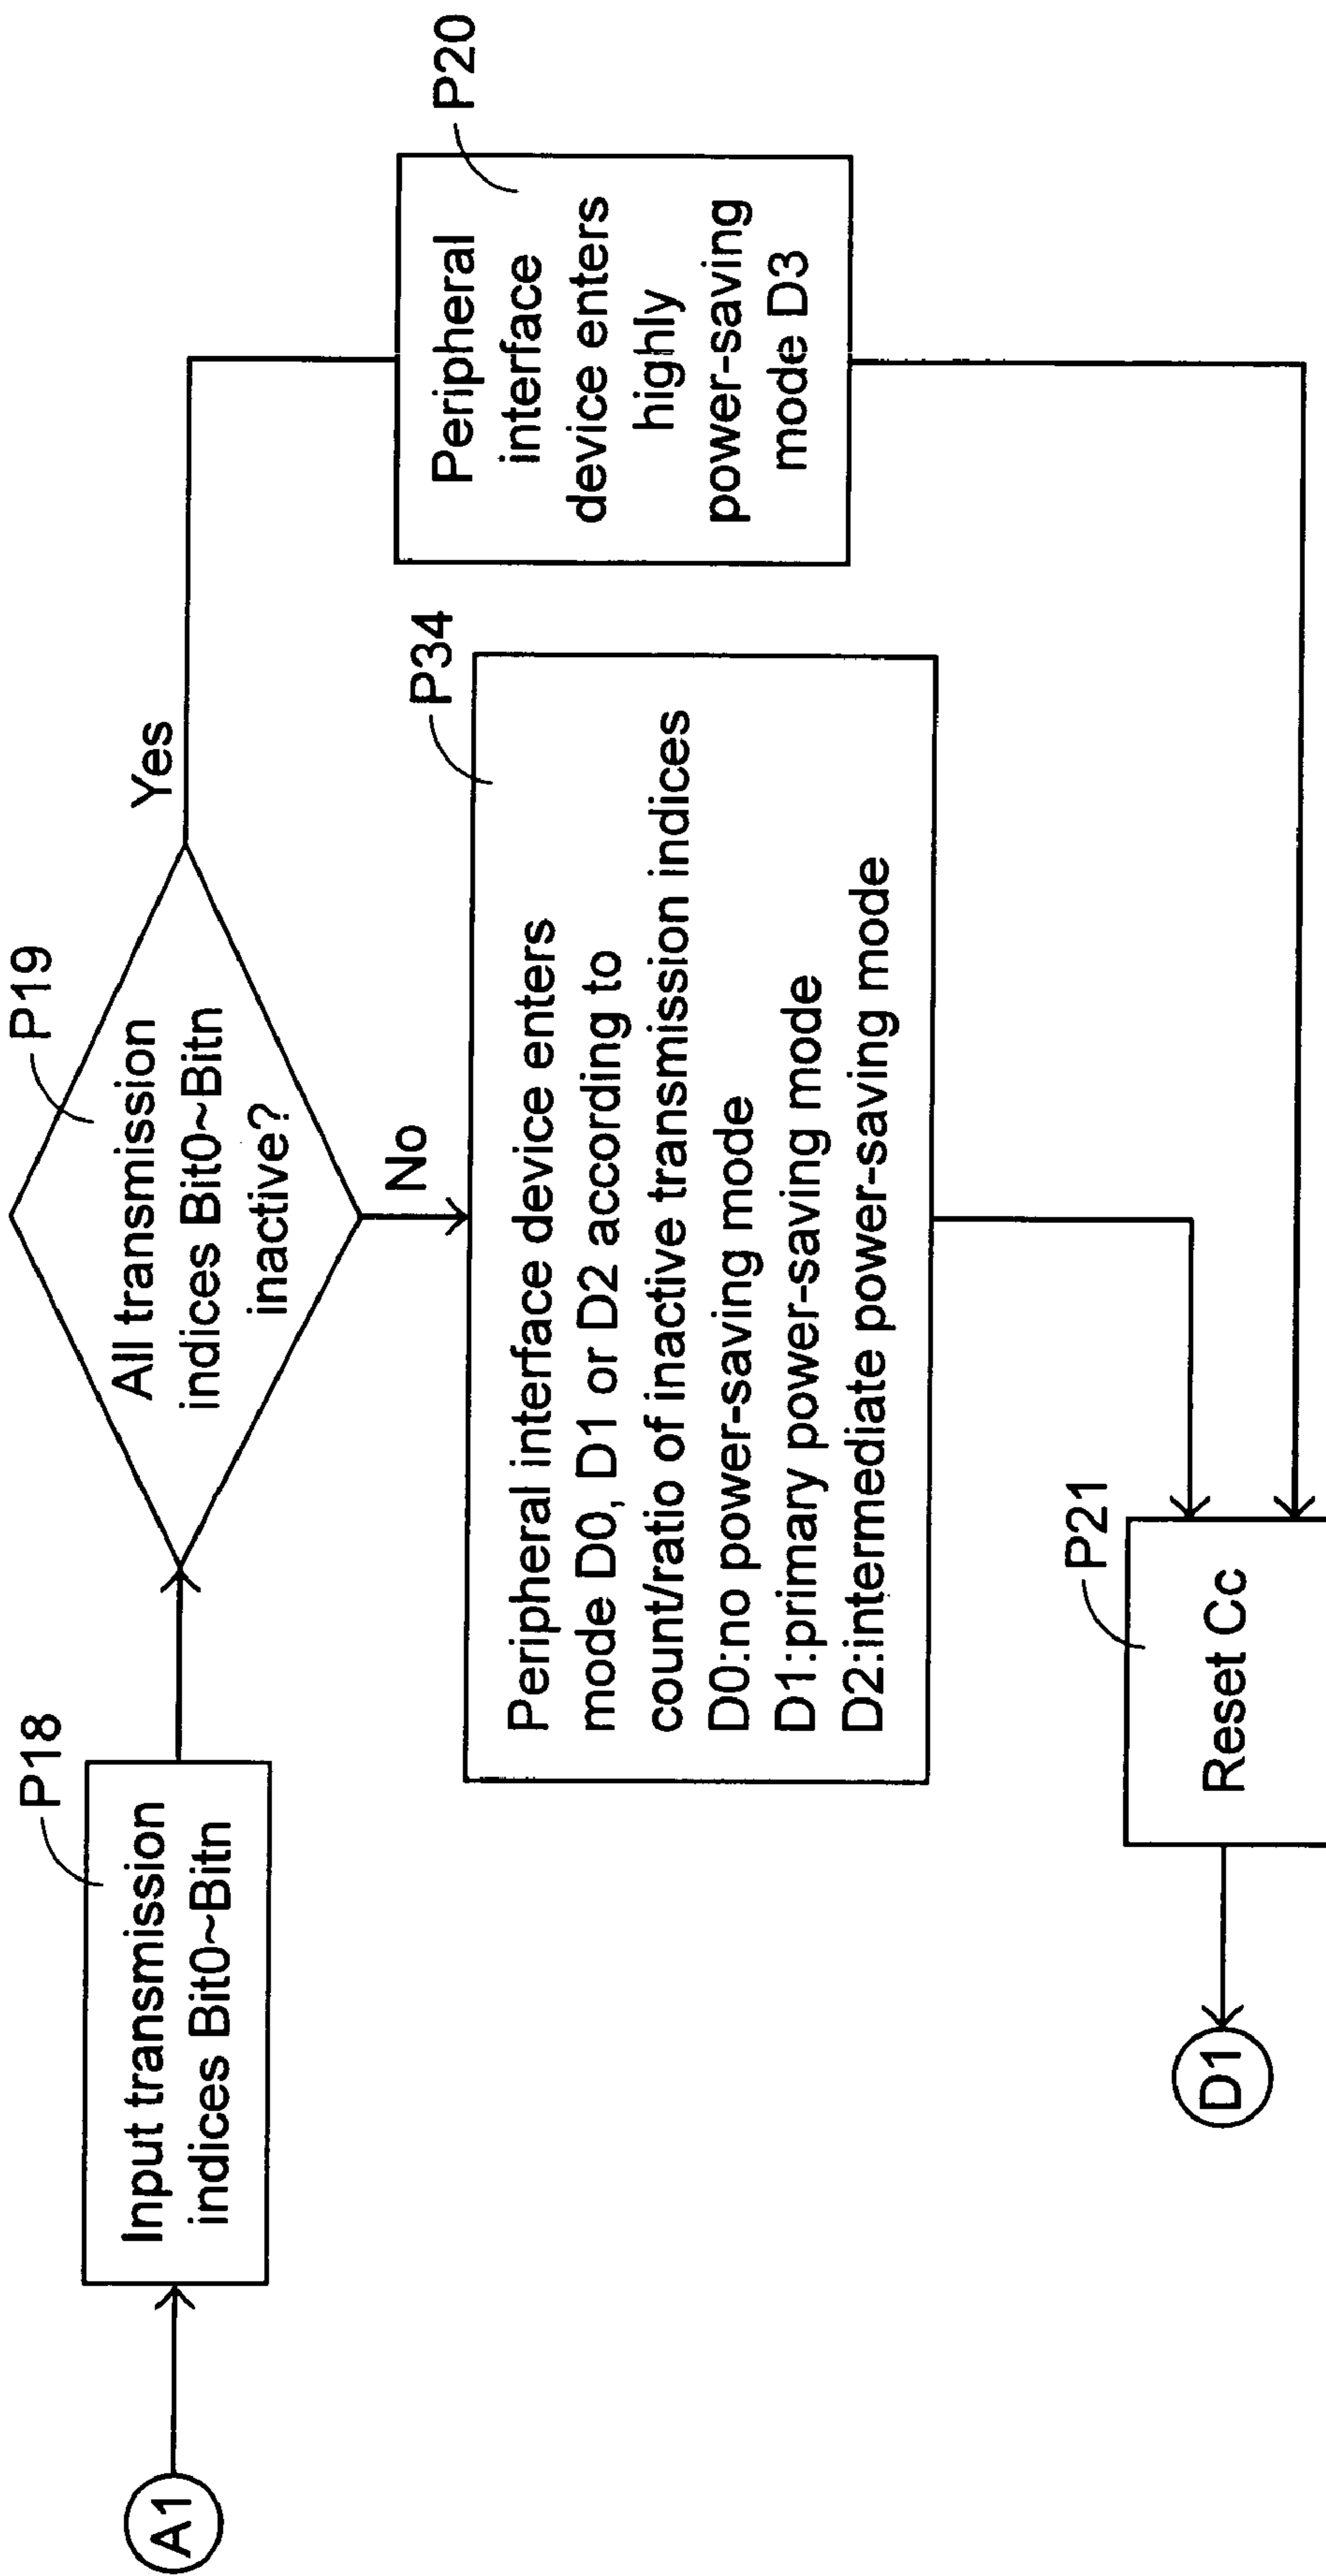 A1
P18
Input transmission
indices Bit0~Bitn
P19
All transmission
indices Bit0~Bitn
inactive?
Yes
No
P20
Peripheral
interface
device enters
highly
power-saving
mode D3
P34
Peripheral interface device enters
mode D0, D1 or D2 according to
count/ratio of inactive transmission indices
D0:no power-saving mode
D1:primary power-saving mode
D2:intermediate power-saving mode
P21
Reset Cc
D1